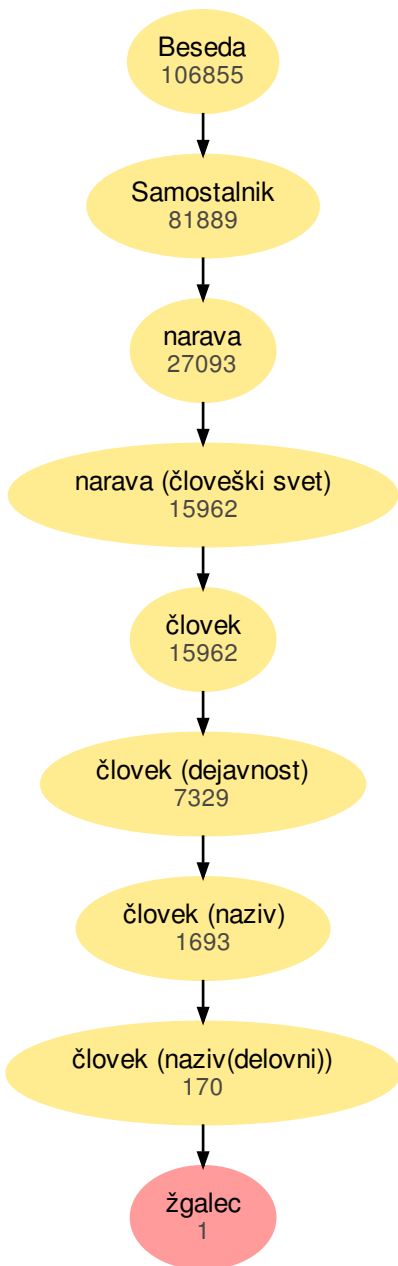 Beseda
106855
Samostalnik
81889
narava
27093
narava (človeški svet)
15962
človek
15962
človek (dejavnost)
7329
človek (naziv)
1693
človek (naziv(delovni))
170
žgalec
1